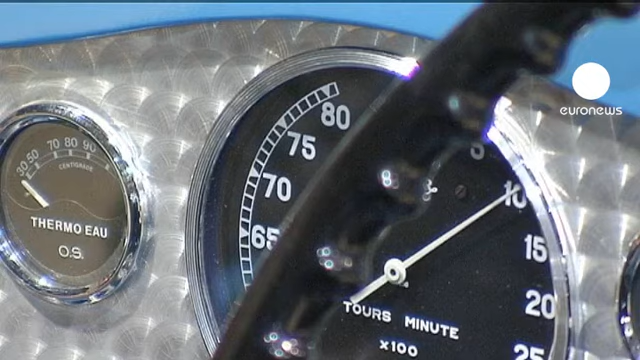 euronews
80
75
70
65
5
10
15
20
25
TOURS MINUTE
x100
30 50 70 80 90
CENTIGRADE
THERMO EAU
O.S.